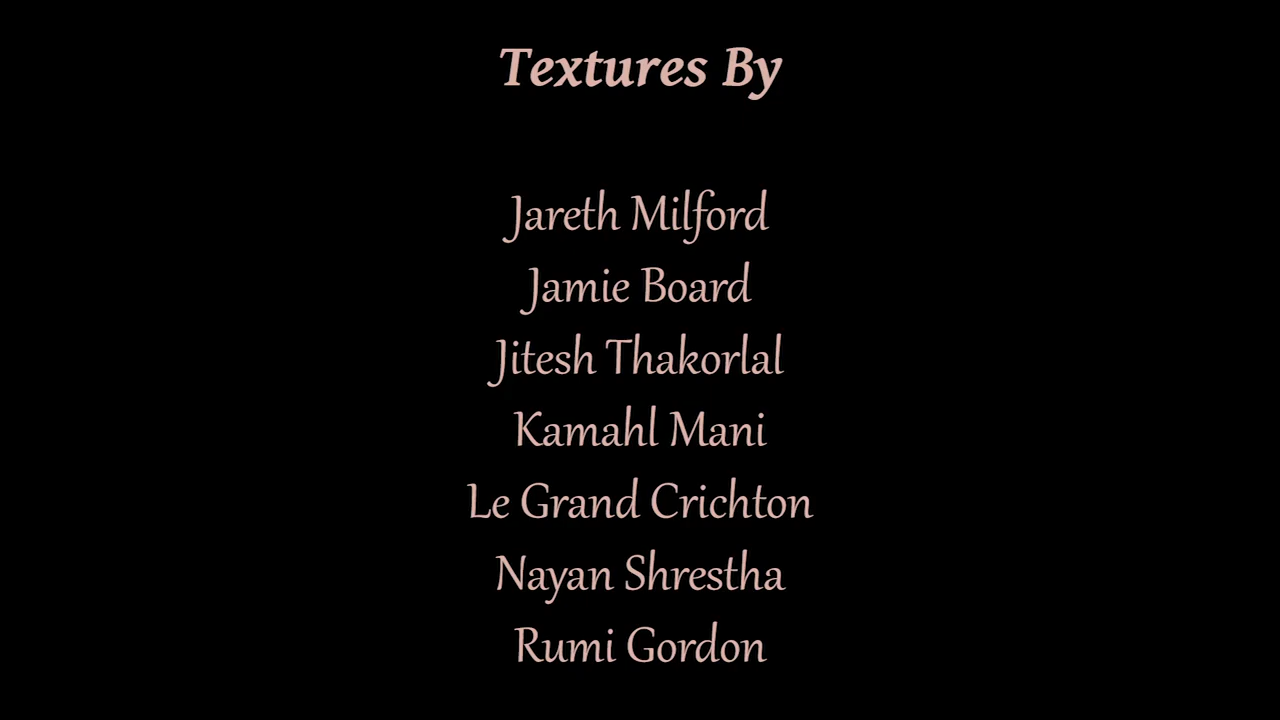 Textures By
Jareth Milford
Jamie Board
Jitesh Thakorlal
Kamahl Mani
Le Grand Crichton
Nayan Shrestha
Rumi Gordon